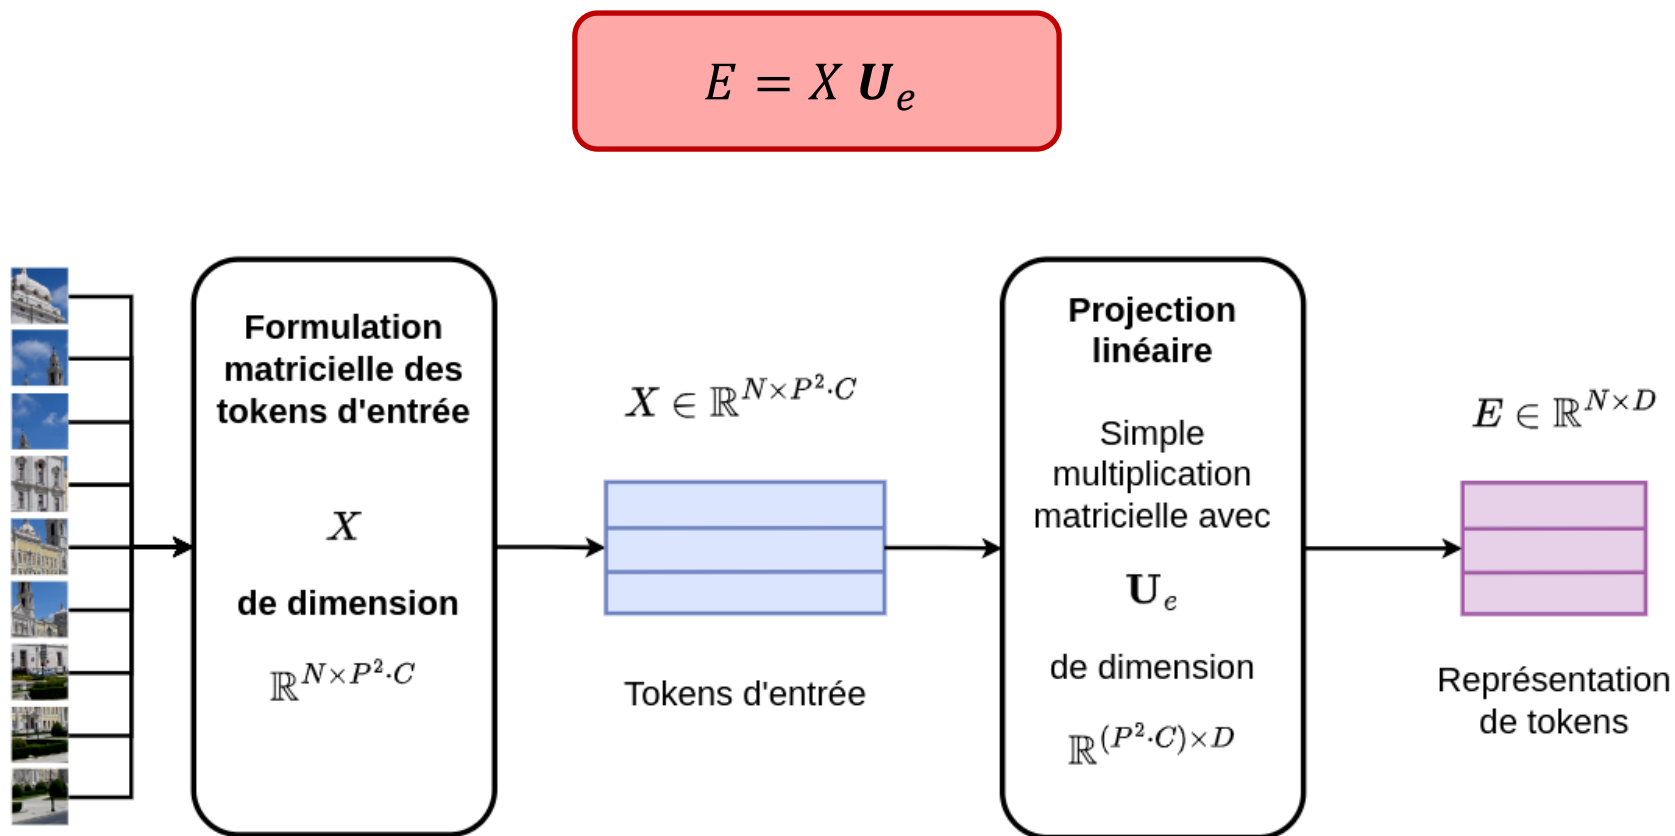 E = X U_e
Formulation
matricielle des
tokens d'entrée
X
de dimension
ℝ^{N×P²·C}
X ∈ ℝ^{N×P²·C}
Tokens d'entrée
Projection
linéaire
Simple
multiplication
matricielle avec
U_e
de dimension
ℝ^{(P²·C)×D}
E ∈ ℝ^{N×D}
Représentation
de tokens